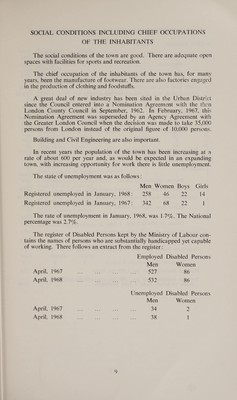 SOCIAL CONDITIONS INCLUDING CHIEF OCCUPATIONS
OF THE INHABITANTS
The social conditions of the town are good. There are adequate open
spaces with facilities for sports and recreation.
The chief occupation of the inhabitants of the town has, for many
years, been the manufacture of footwear. There are also factories engaged
in the production of clothing and foodstuffs.
A great deal of new industry has been sited in the Urban District
since the Council entered into a Nomination Agreement with the then
London County Council in September, 1962. In February, 1967, this
Nomination Agreement was superseded by an Agency Agreement with
the Greater London Council when the decision was made to take 35,000
persons from London instead of the original figure of 10,000 persons.
Building and Civil Engineering are also important.
In recent years the population of the town has been increasing at a
rate of about 600 per year and, as would be expected in an expanding
town, with increasing opportunity for work there is little unemployment.
The state of unemployment was as follows:
Men Women Boys Girls
Registered unemployed in January, 1968: 258 46 22 14
Registered unemployed in January, 1967: 342 68 22 1
The rate of unemployment in January, 1968, was 1.7%. The National
percentage was 2.7%.
The register of Disabled Persons kept by the Ministry of Labour con-
tains the names of persons who are substantially handicapped yet capable
of working. There follows an extract from the register:
Employed Disabled Persons
Men Women
April, 1967 .... .... .... .... 527 86
April, 1968 .... .... .... .... 532 86
Unemployed Disabled Persons
Men Women
April, 1967 .... .... .... .... 34 2
April, 1968 .... .... .... .... 38 1
9